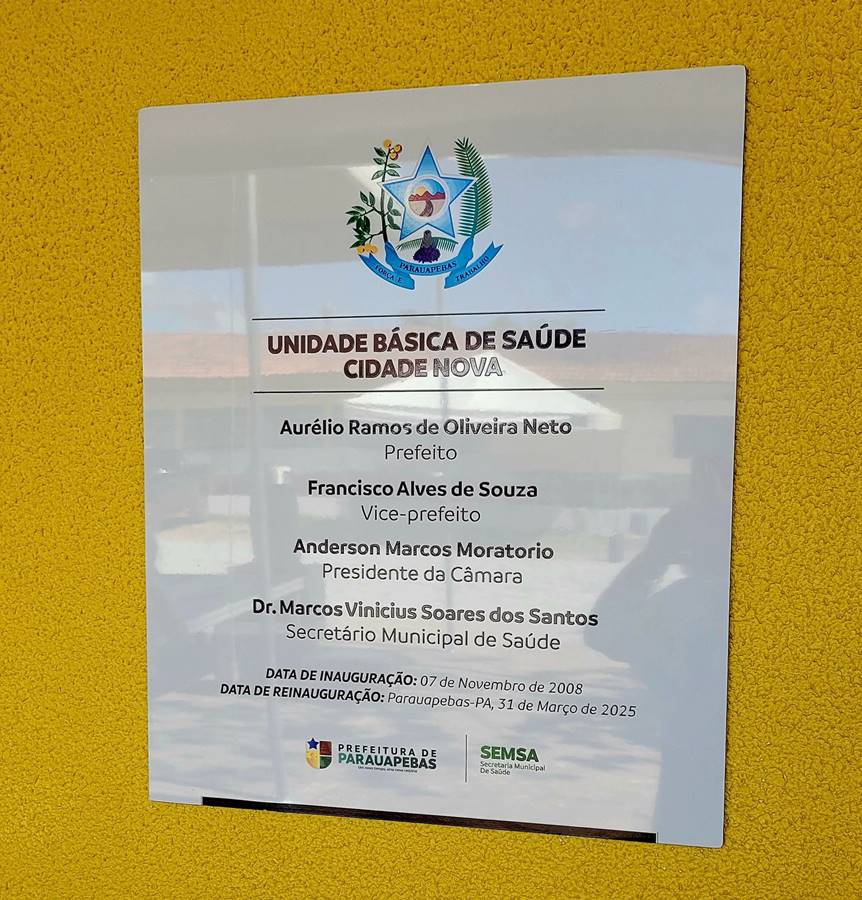 PARAUAPEBAS
FORÇA E TRABALHO
UNIDADE BÁSICA DE SAÚDE
CIDADE NOVA
Aurélio Ramos de Oliveira Neto
Prefeito
Francisco Alves de Souza
Vice-prefeito
Anderson Marcos Moratorio
Presidente da Câmara
Dr. Marcos Vinicius Soares dos Santos
Secretário Municipal de Saúde
DATA DE INAUGURAÇÃO: 07 de Novembro de 2008
DATA DE REINAUGURAÇÃO: Parauapebas-PA, 31 de Março de 2025
PREFEITURA DE
PARAUAPEBAS
SEMSA
Secretaria Municipal
De Saúde